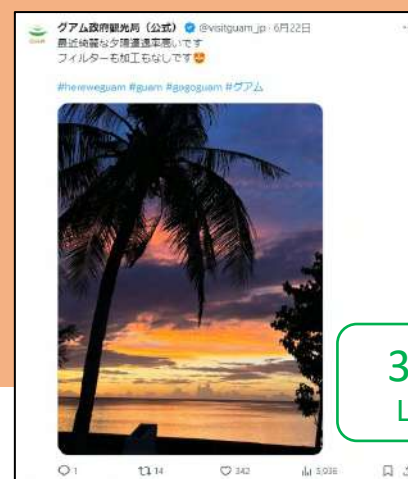 グアム政府観光局（公式） @visitguam_jp · 6月22日
最近綺麗な夕陽遭遇率高いです
フィルターも加工もなしです🤩
#hereweguam #guam #gogoguam #グアム
3
L
1 14 342 5,938